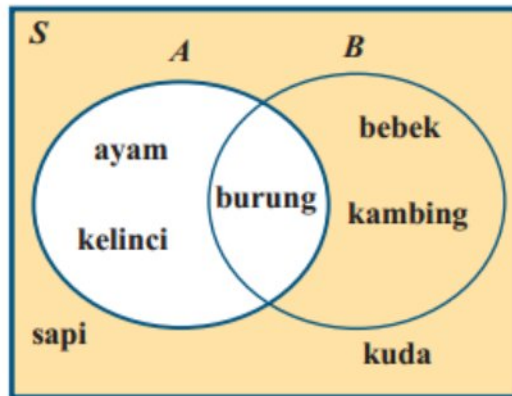 S
A
B
ayam
bebek
burung
kambing
kelinci
sapi
kuda